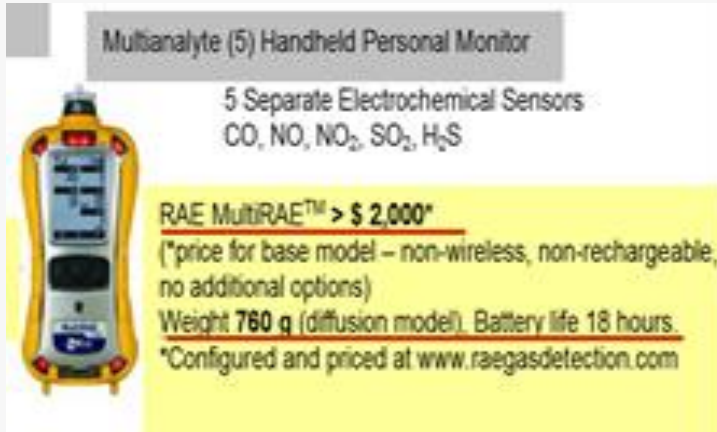 Multianalyte (5) Handheld Personal Monitor
5 Separate Electrochemical Sensors
CO, NO, NO₂, SO₂, H₂S
RAE MultiRAE™ > $ 2,000*
(*price for base model – non-wireless, non-rechargeable,
no additional options)
Weight 760 g (diffusion model). Battery life 18 hours.
*Configured and priced at www.raegasdetection.com